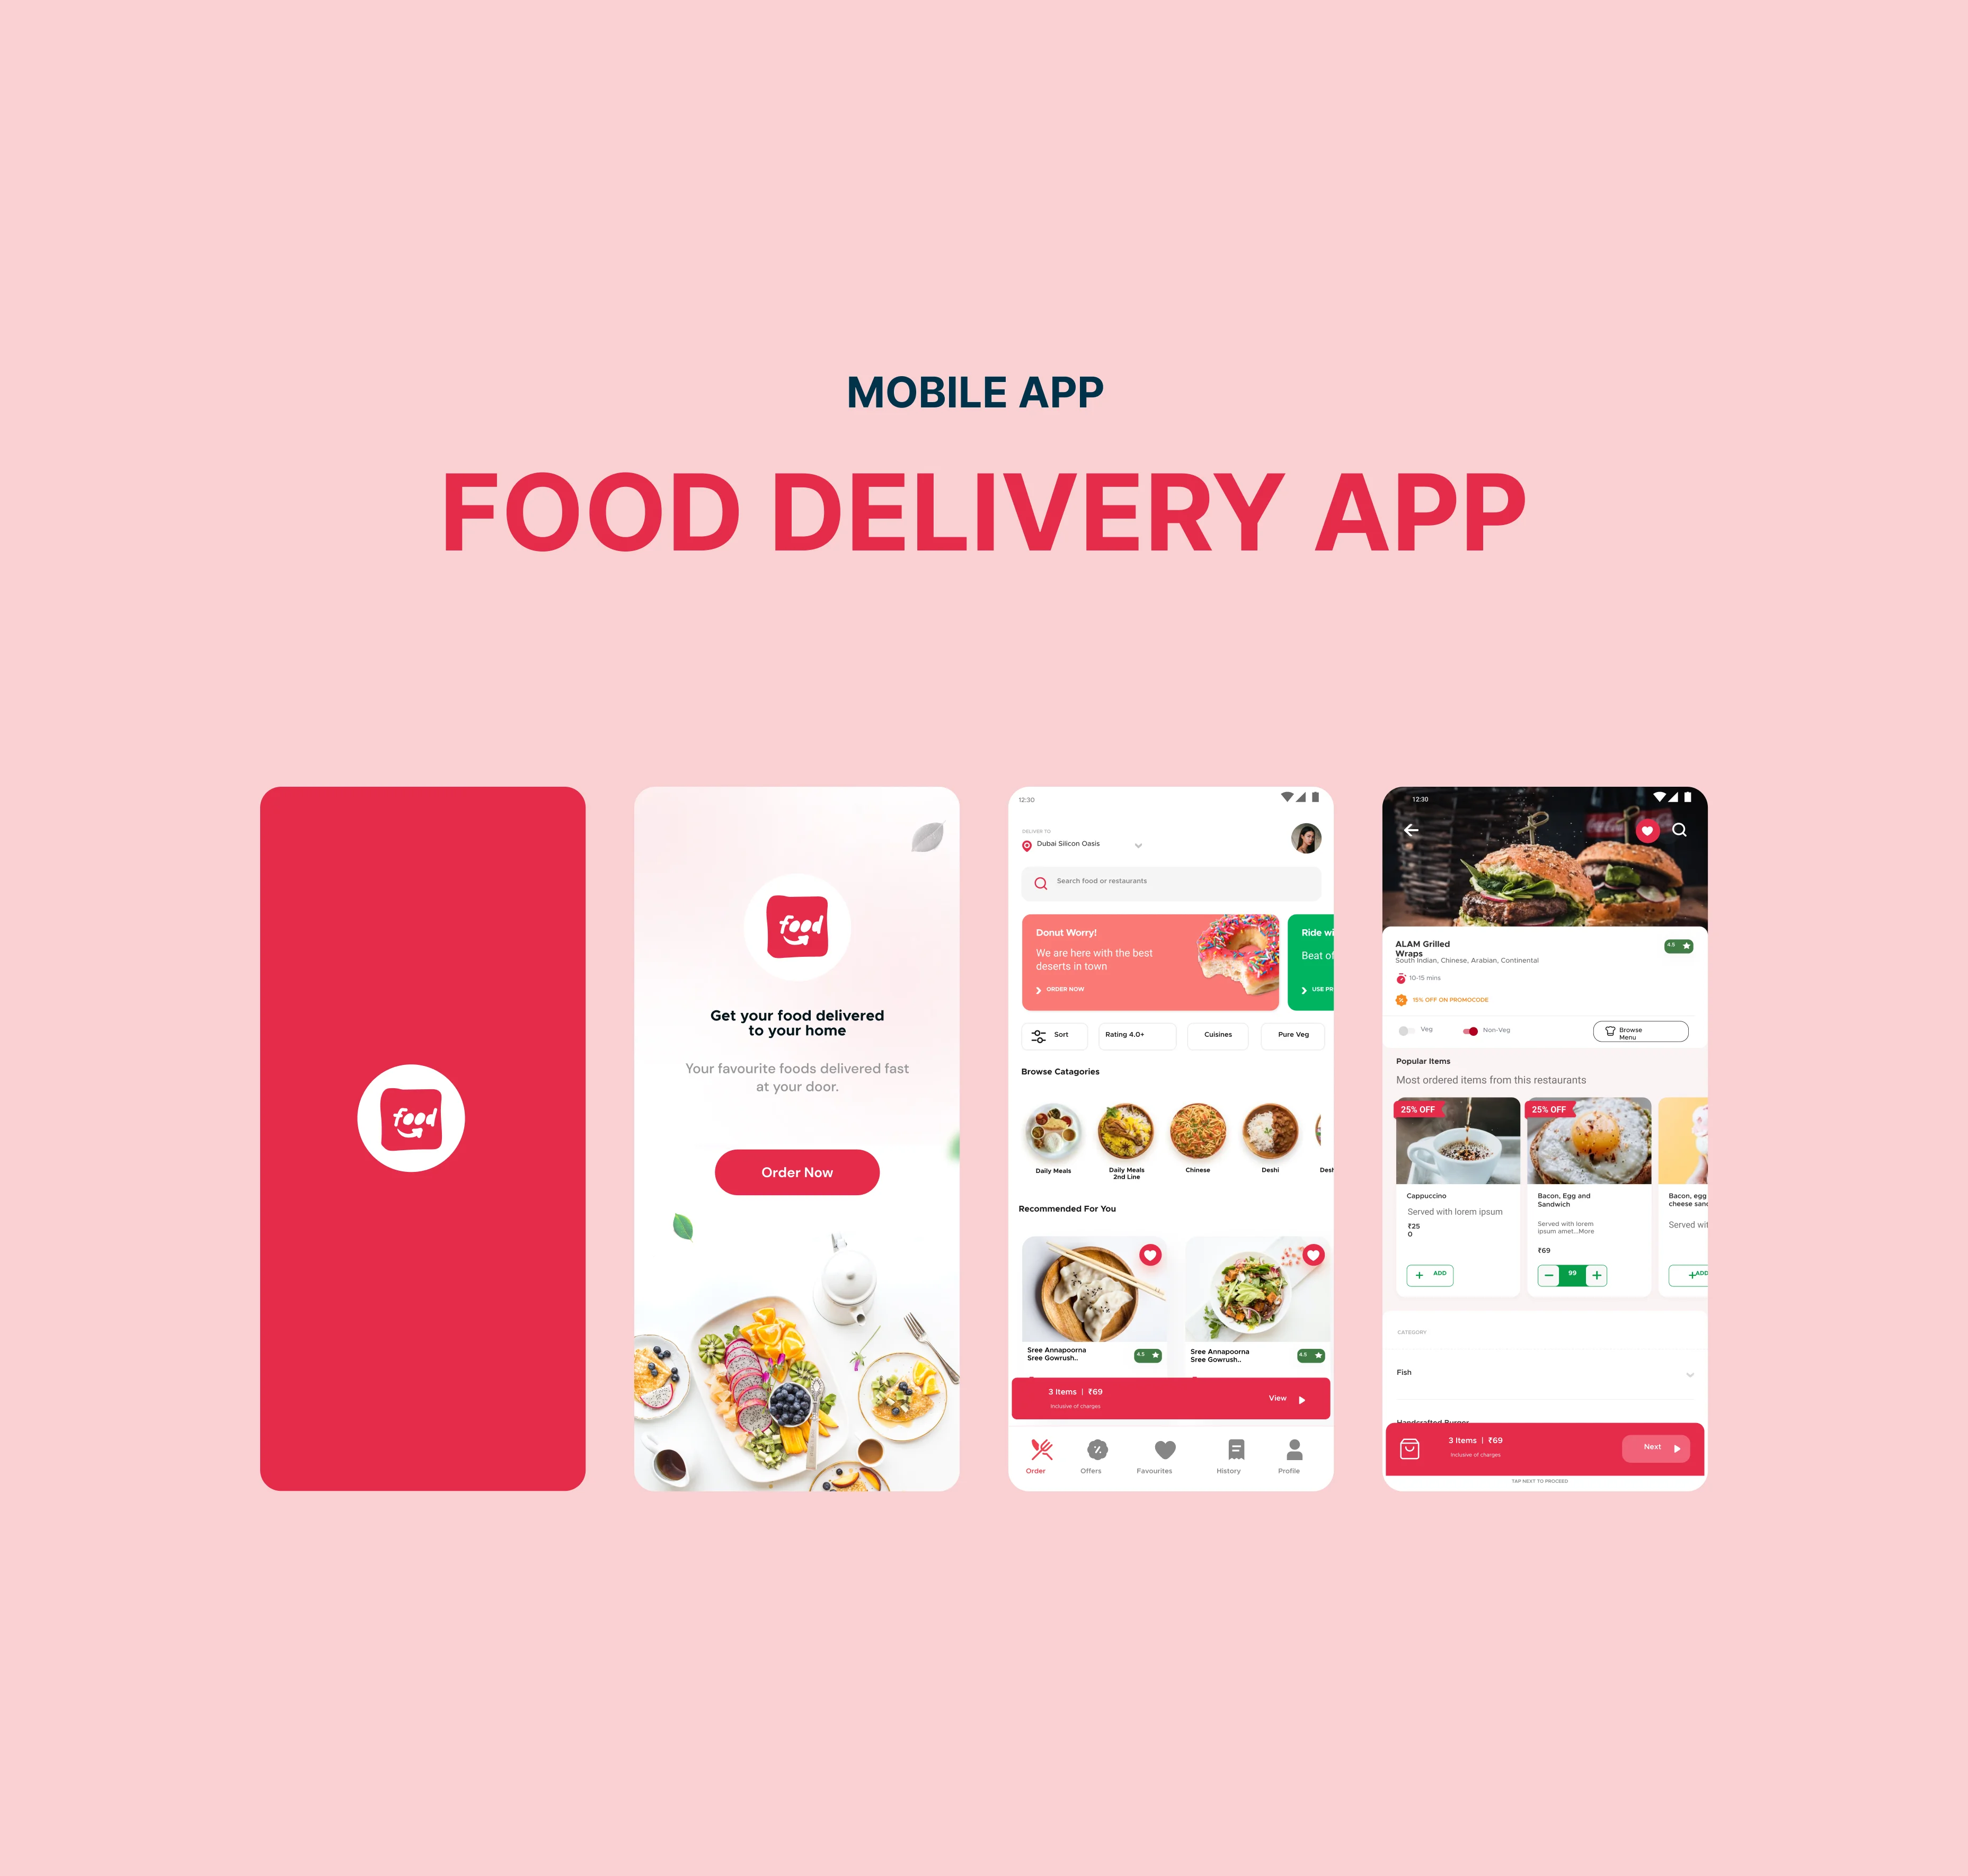 MOBILE APP
FOOD DELIVERY APP
food
food
Get your food delivered
to your home
Your favourite foods delivered fast
at your door.
Order Now
12:30
DELIVER TO
Dubai Silicon Oasis
Search food or restaurants
Donut Worry!
We are here with the best
deserts in town
ORDER NOW
Ride wi
Beat of
USE PR
Sort
Rating 4.0+
Cuisines
Pure Veg
Browse Catagories
Daily Meals
Daily Meals
2nd Line
Chinese
Deshi
Desh
Recommended For You
Sree Annapoorna
Sree Gowrush..
4.5
Sree Annapoorna
Sree Gowrush..
4.5
3 Items | ₹69
Inclusive of charges
View
Order
Offers
Favourites
History
Profile
12:30
ALAM Grilled
Wraps
4.5
South Indian, Chinese, Arabian, Continental
10-15 mins
15% OFF ON PROMOCODE
Veg
Non-Veg
Browse
Menu
Popular Items
Most ordered items from this restaurants
25% OFF
Cappuccino
Served with lorem ipsum
₹25
0
+ ADD
25% OFF
Bacon, Egg and
Sandwich
Served with lorem
ipsum amet...More
₹69
− 99 +
Bacon, egg
cheese sand
Served wit
+ADD
CATEGORY
Fish
Handcrafted Burger
3 Items | ₹69
Inclusive of charges
Next
TAP NEXT TO PROCEED